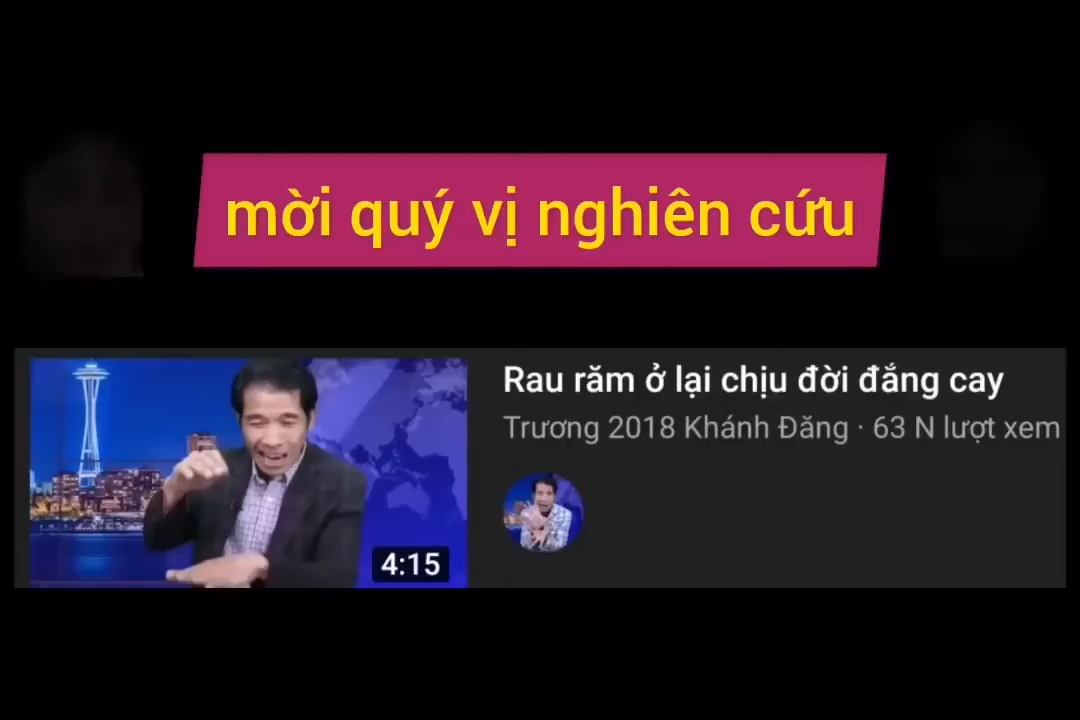 mời quý vị nghiên cứu
Rau răm ở lại chịu đời đắng cay
Trương 2018 Khánh Đăng · 63 N lượt xem
4:15